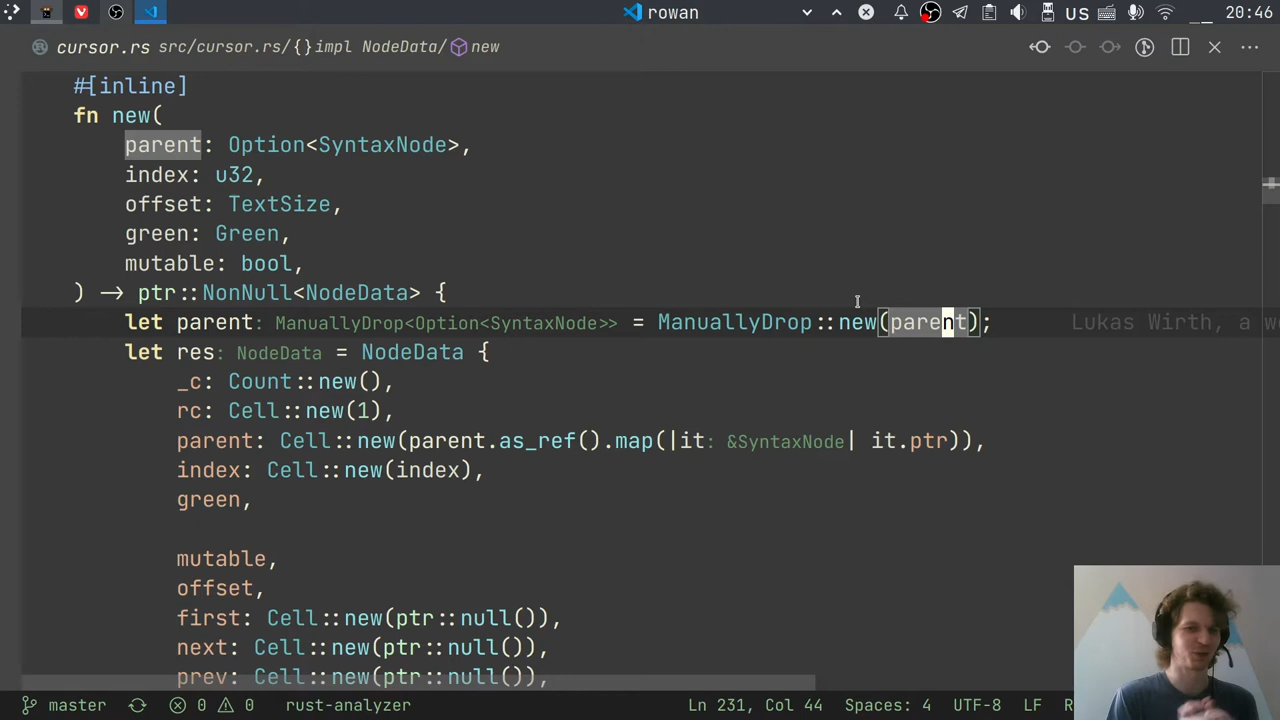 rowan
US
20:46
cursor.rs src/cursor.rs/{}impl NodeData/new
#[inline]
fn new(
parent: Option<SyntaxNode>,
index: u32,
offset: TextSize,
green: Green,
mutable: bool,
) -> ptr::NonNull<NodeData> {
let parent: ManuallyDrop<Option<SyntaxNode>> = ManuallyDrop::new(parent); Lukas Wirth, a
let res: NodeData = NodeData {
_c: Count::new(),
rc: Cell::new(1),
parent: Cell::new(parent.as_ref().map(|it: &SyntaxNode| it.ptr)),
index: Cell::new(index),
green,
mutable,
offset,
first: Cell::new(ptr::null()),
next: Cell::new(ptr::null()),
prev: Cell::new(ptr::null()),
master 0 0 rust-analyzer Ln 231, Col 44 Spaces: 4 UTF-8 LF